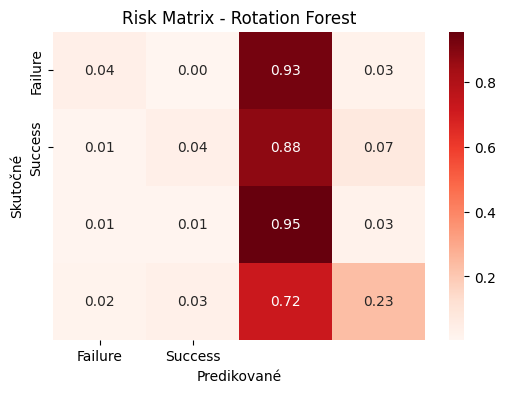 Risk Matrix - Rotation Forest
Skutočné
Failure
Success
0.04 0.00 0.93 0.03
0.01 0.04 0.88 0.07
0.01 0.01 0.95 0.03
0.02 0.03 0.72 0.23
Failure Success
Predikované
0.8
0.6
0.4
0.2